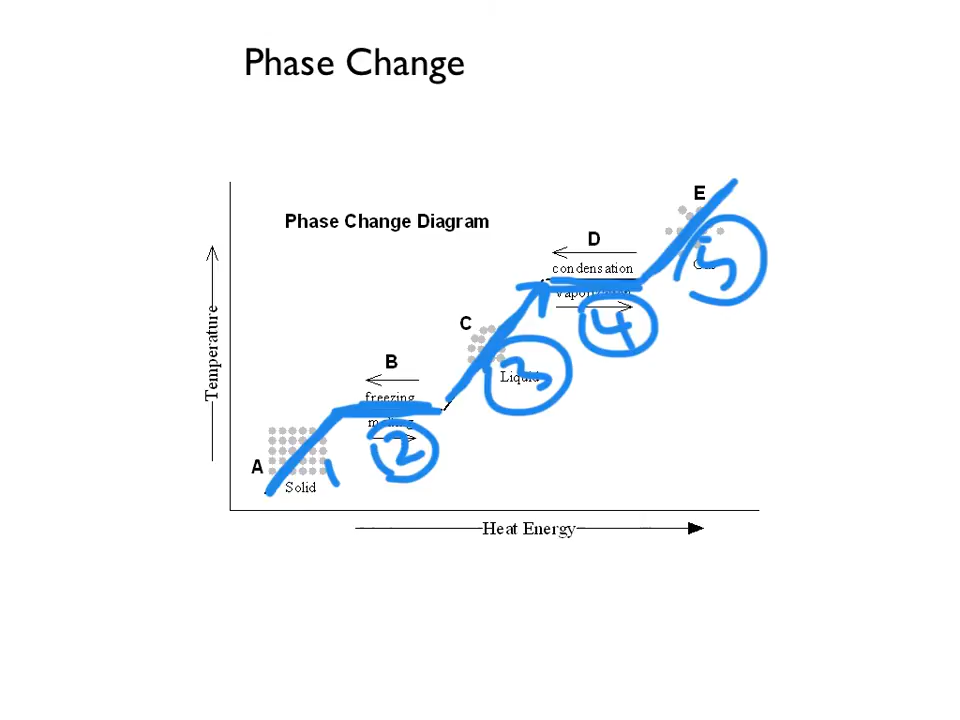 Phase Change
Phase Change Diagram
E
5
D
condensation
4
C
3
Liquid
B
freezing
2
A
1
Solid
Temperature
Heat Energy